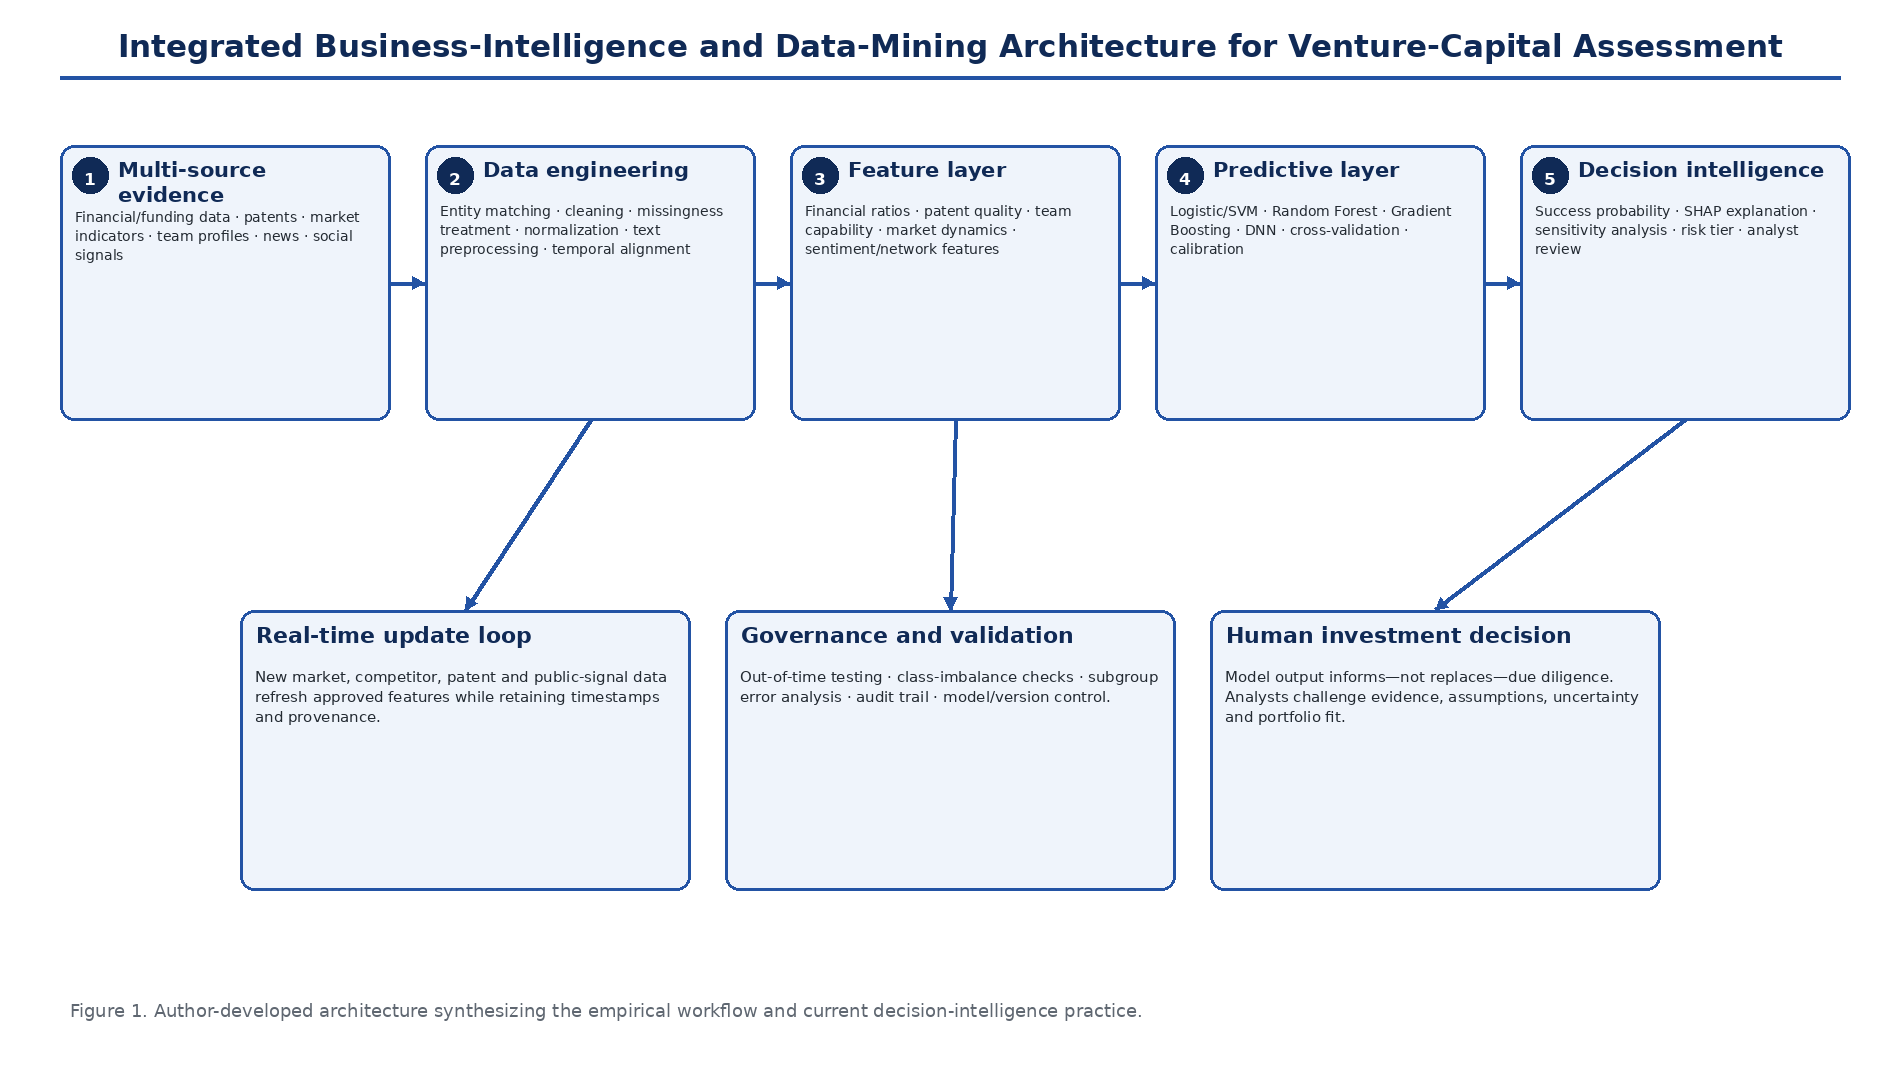 Integrated Business-Intelligence and Data-Mining Architecture for Venture-Capital Assessment
1
Multi-source
evidence
Financial/funding data · patents · market
indicators · team profiles · news · social
signals
2
Data engineering
Entity matching · cleaning · missingness
treatment · normalization · text
preprocessing · temporal alignment
3
Feature layer
Financial ratios · patent quality · team
capability · market dynamics ·
sentiment/network features
4
Predictive layer
Logistic/SVM · Random Forest · Gradient
Boosting · DNN · cross-validation ·
calibration
5
Decision intelligence
Success probability · SHAP explanation ·
sensitivity analysis · risk tier · analyst
review
Real-time update loop
New market, competitor, patent and public-signal data
refresh approved features while retaining timestamps
and provenance.
Governance and validation
Out-of-time testing · class-imbalance checks · subgroup
error analysis · audit trail · model/version control.
Human investment decision
Model output informs—not replaces—due diligence.
Analysts challenge evidence, assumptions, uncertainty
and portfolio fit.
Figure 1. Author-developed architecture synthesizing the empirical workflow and current decision-intelligence practice.